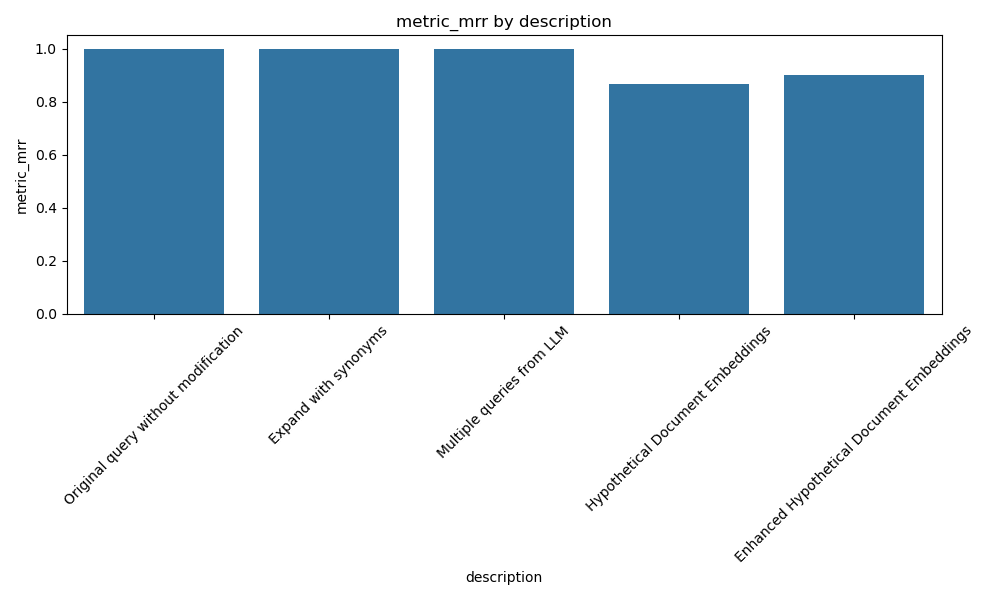 metric_mrr by description
metric_mrr
1.0
0.8
0.6
0.4
0.2
0.0
Original query without modification
Expand with synonyms
Multiple queries from LLM
Hypothetical Document Embeddings
Enhanced Hypothetical Document Embeddings
description